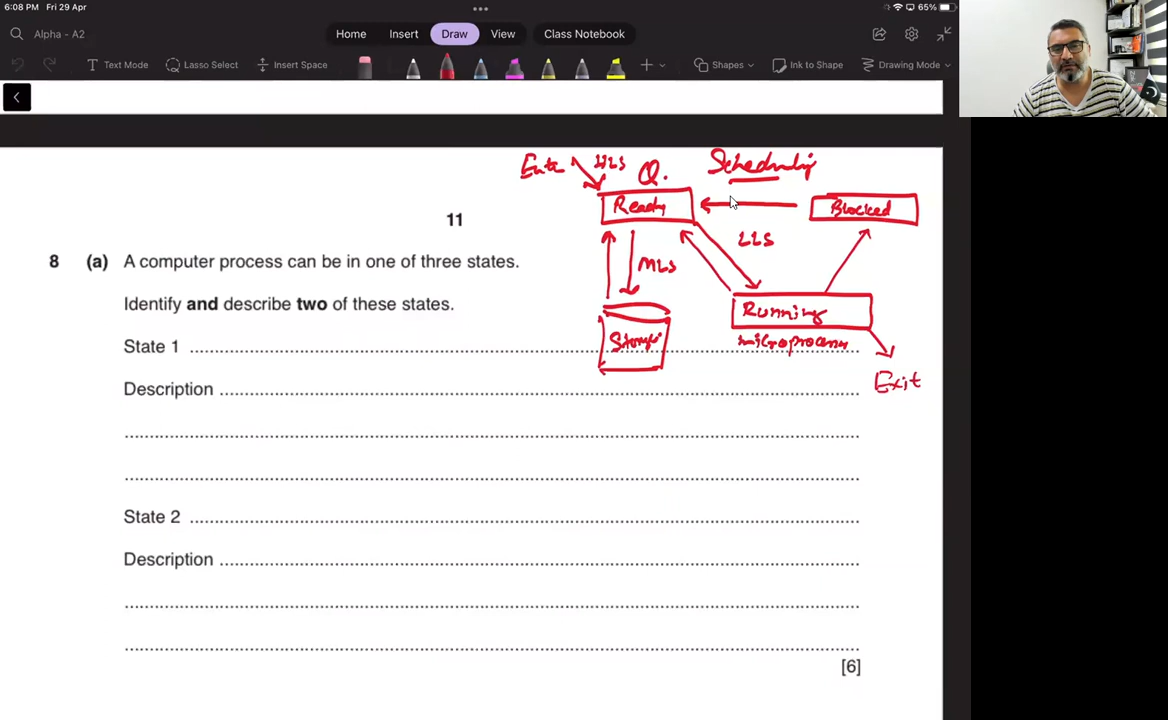 6:08 PM Fri 29 Apr
65%
Alpha - A2
Home Insert Draw View Class Notebook
Text Mode Lasso Select Insert Space Shapes Ink to Shape Drawing Mode
HLS Q. Scheduling
Ready Blocked
11
LLS
MLS
8 (a) A computer process can be in one of three states.
Identify and describe two of these states.
Running
Storage
State 1
Exit
Description
State 2
Description
[6]